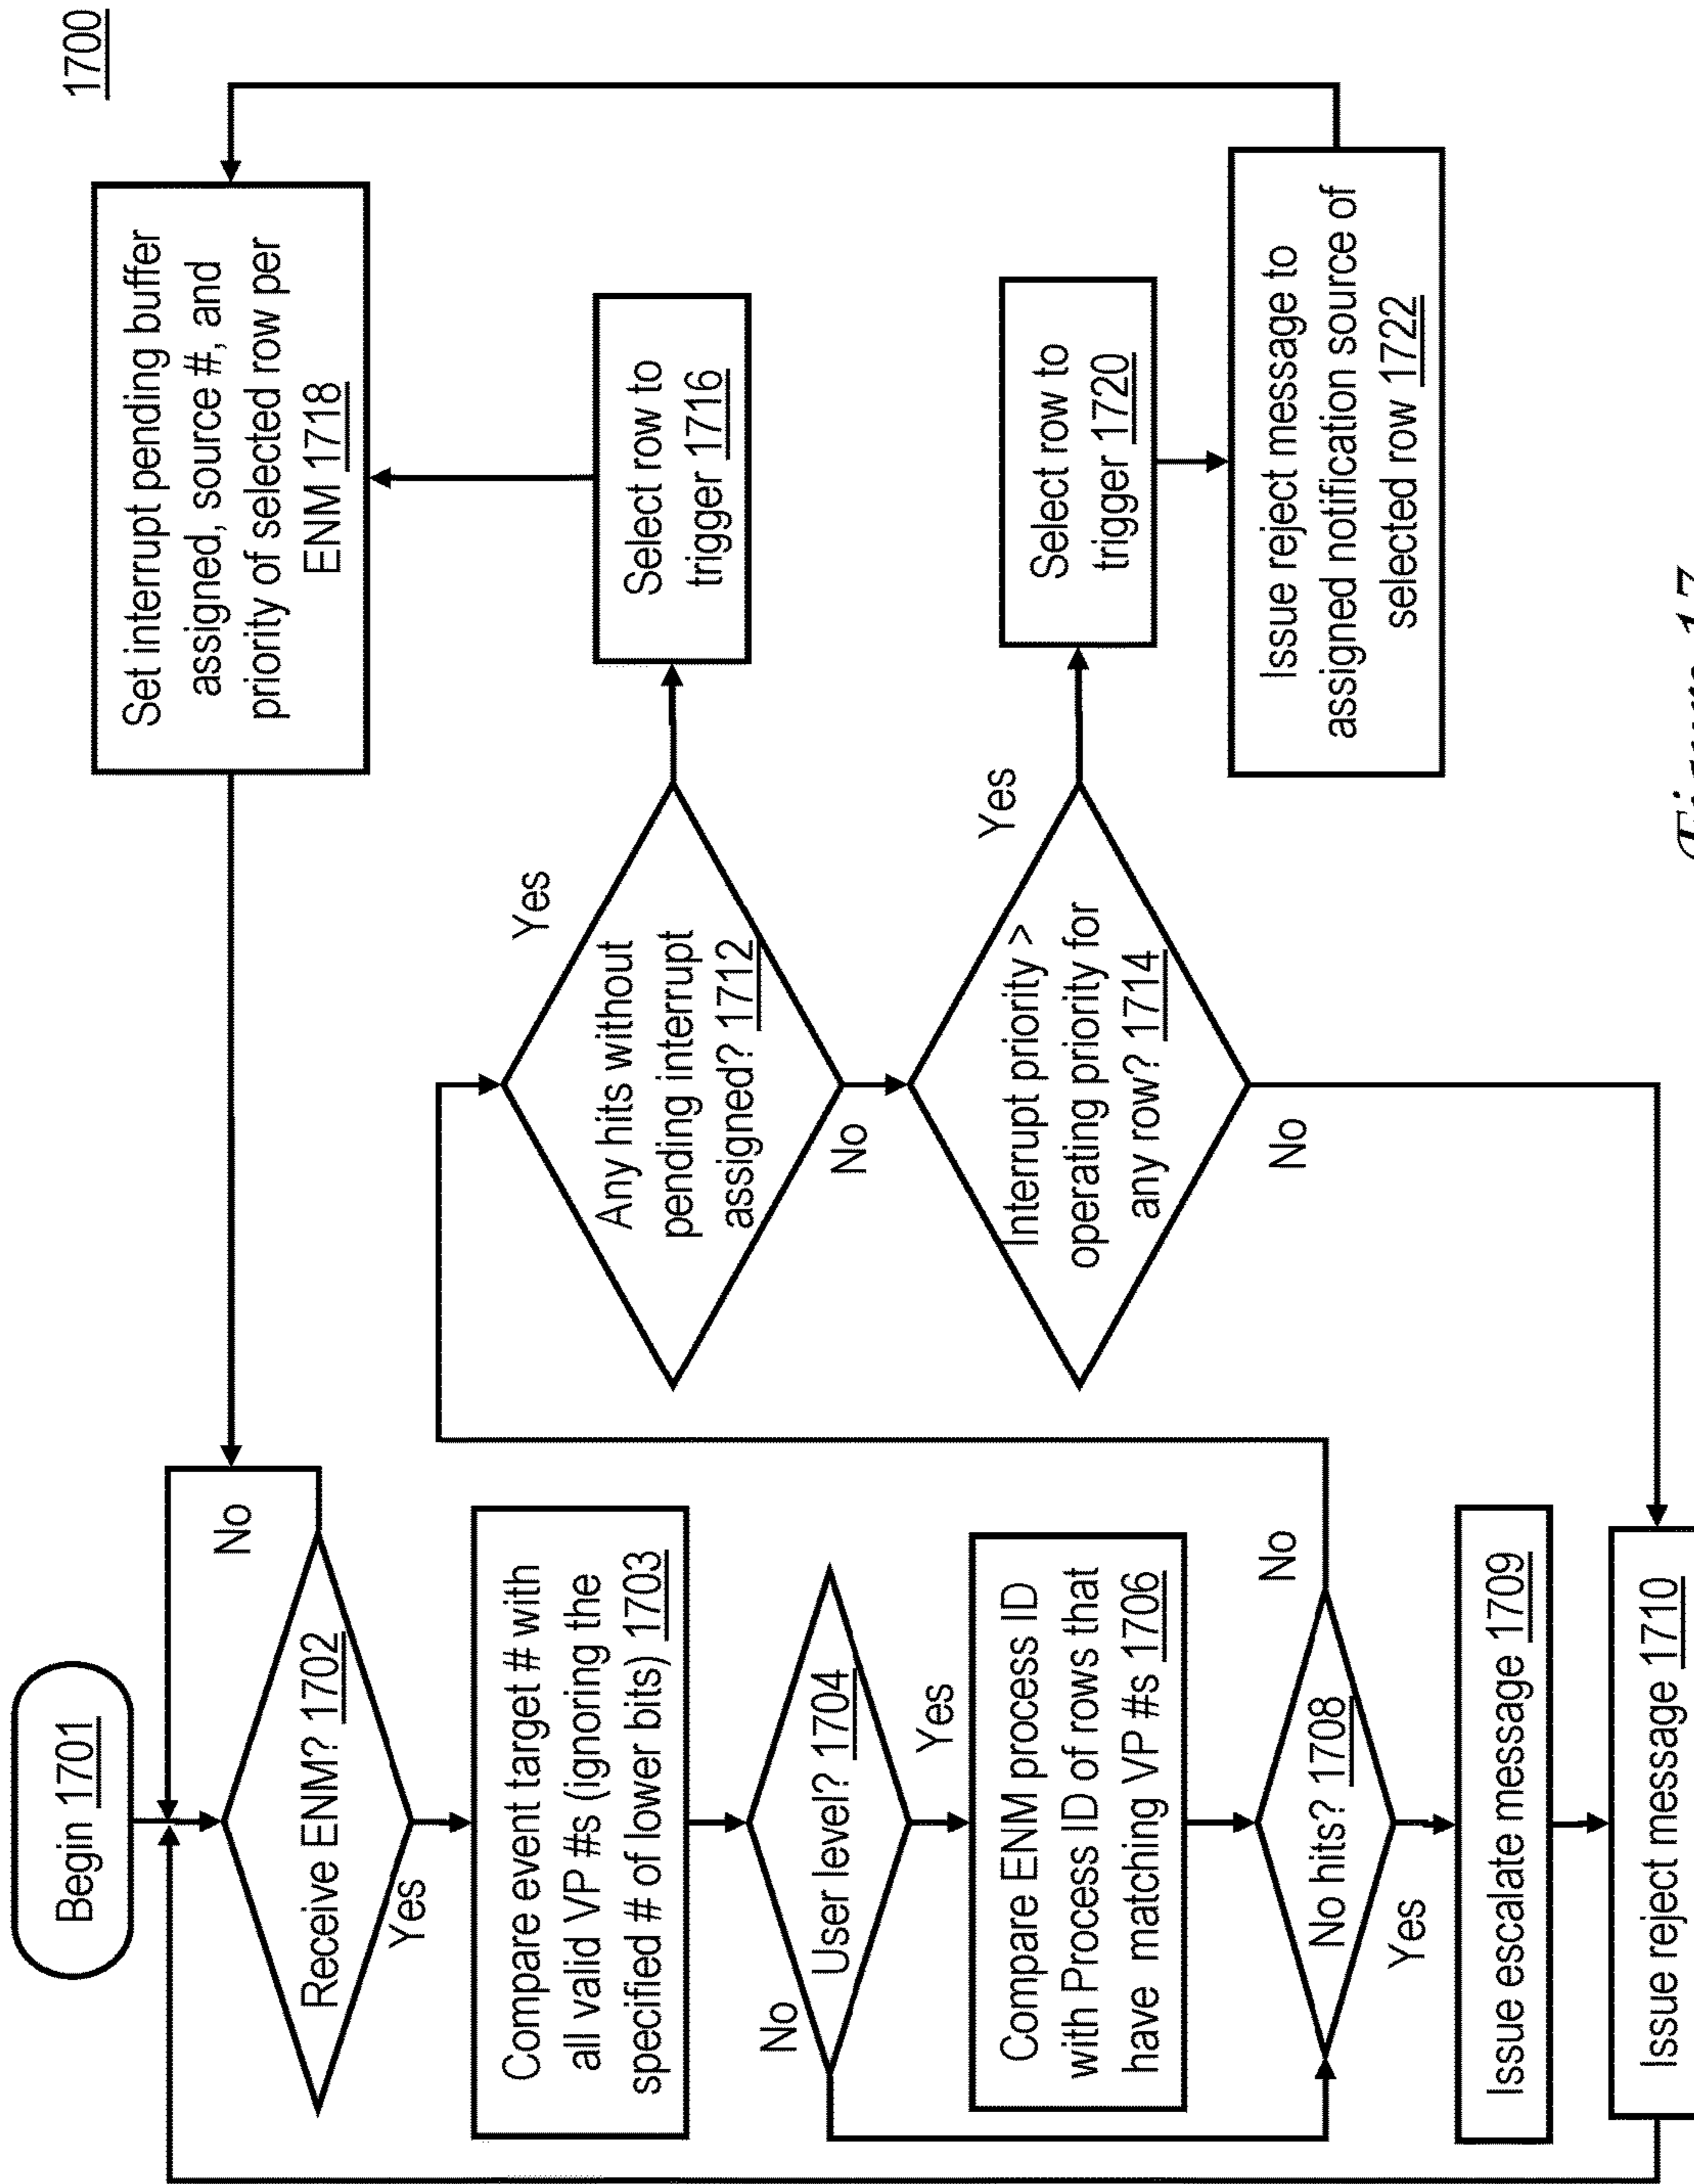 1700
Begin 1701
Receive ENM? 1702
No
Yes
Compare event target # with
all valid VP #s (ignoring the
specified # of lower bits) 1703
User level? 1704
No
Yes
Compare ENM process ID
with Process ID of rows that
have matching VP #s 1706
No hits? 1708
No
Yes
Issue escalate message 1709
Issue reject message 1710
Any hits without
pending interrupt
assigned? 1712
Yes
No
Interrupt priority >
operating priority for
any row? 1714
Yes
No
Select row to
trigger 1716
Set interrupt pending buffer
assigned, source #, and
priority of selected row per
ENM 1718
Select row to
trigger 1720
Issue reject message to
assigned notification source of
selected row 1722
Figure 17